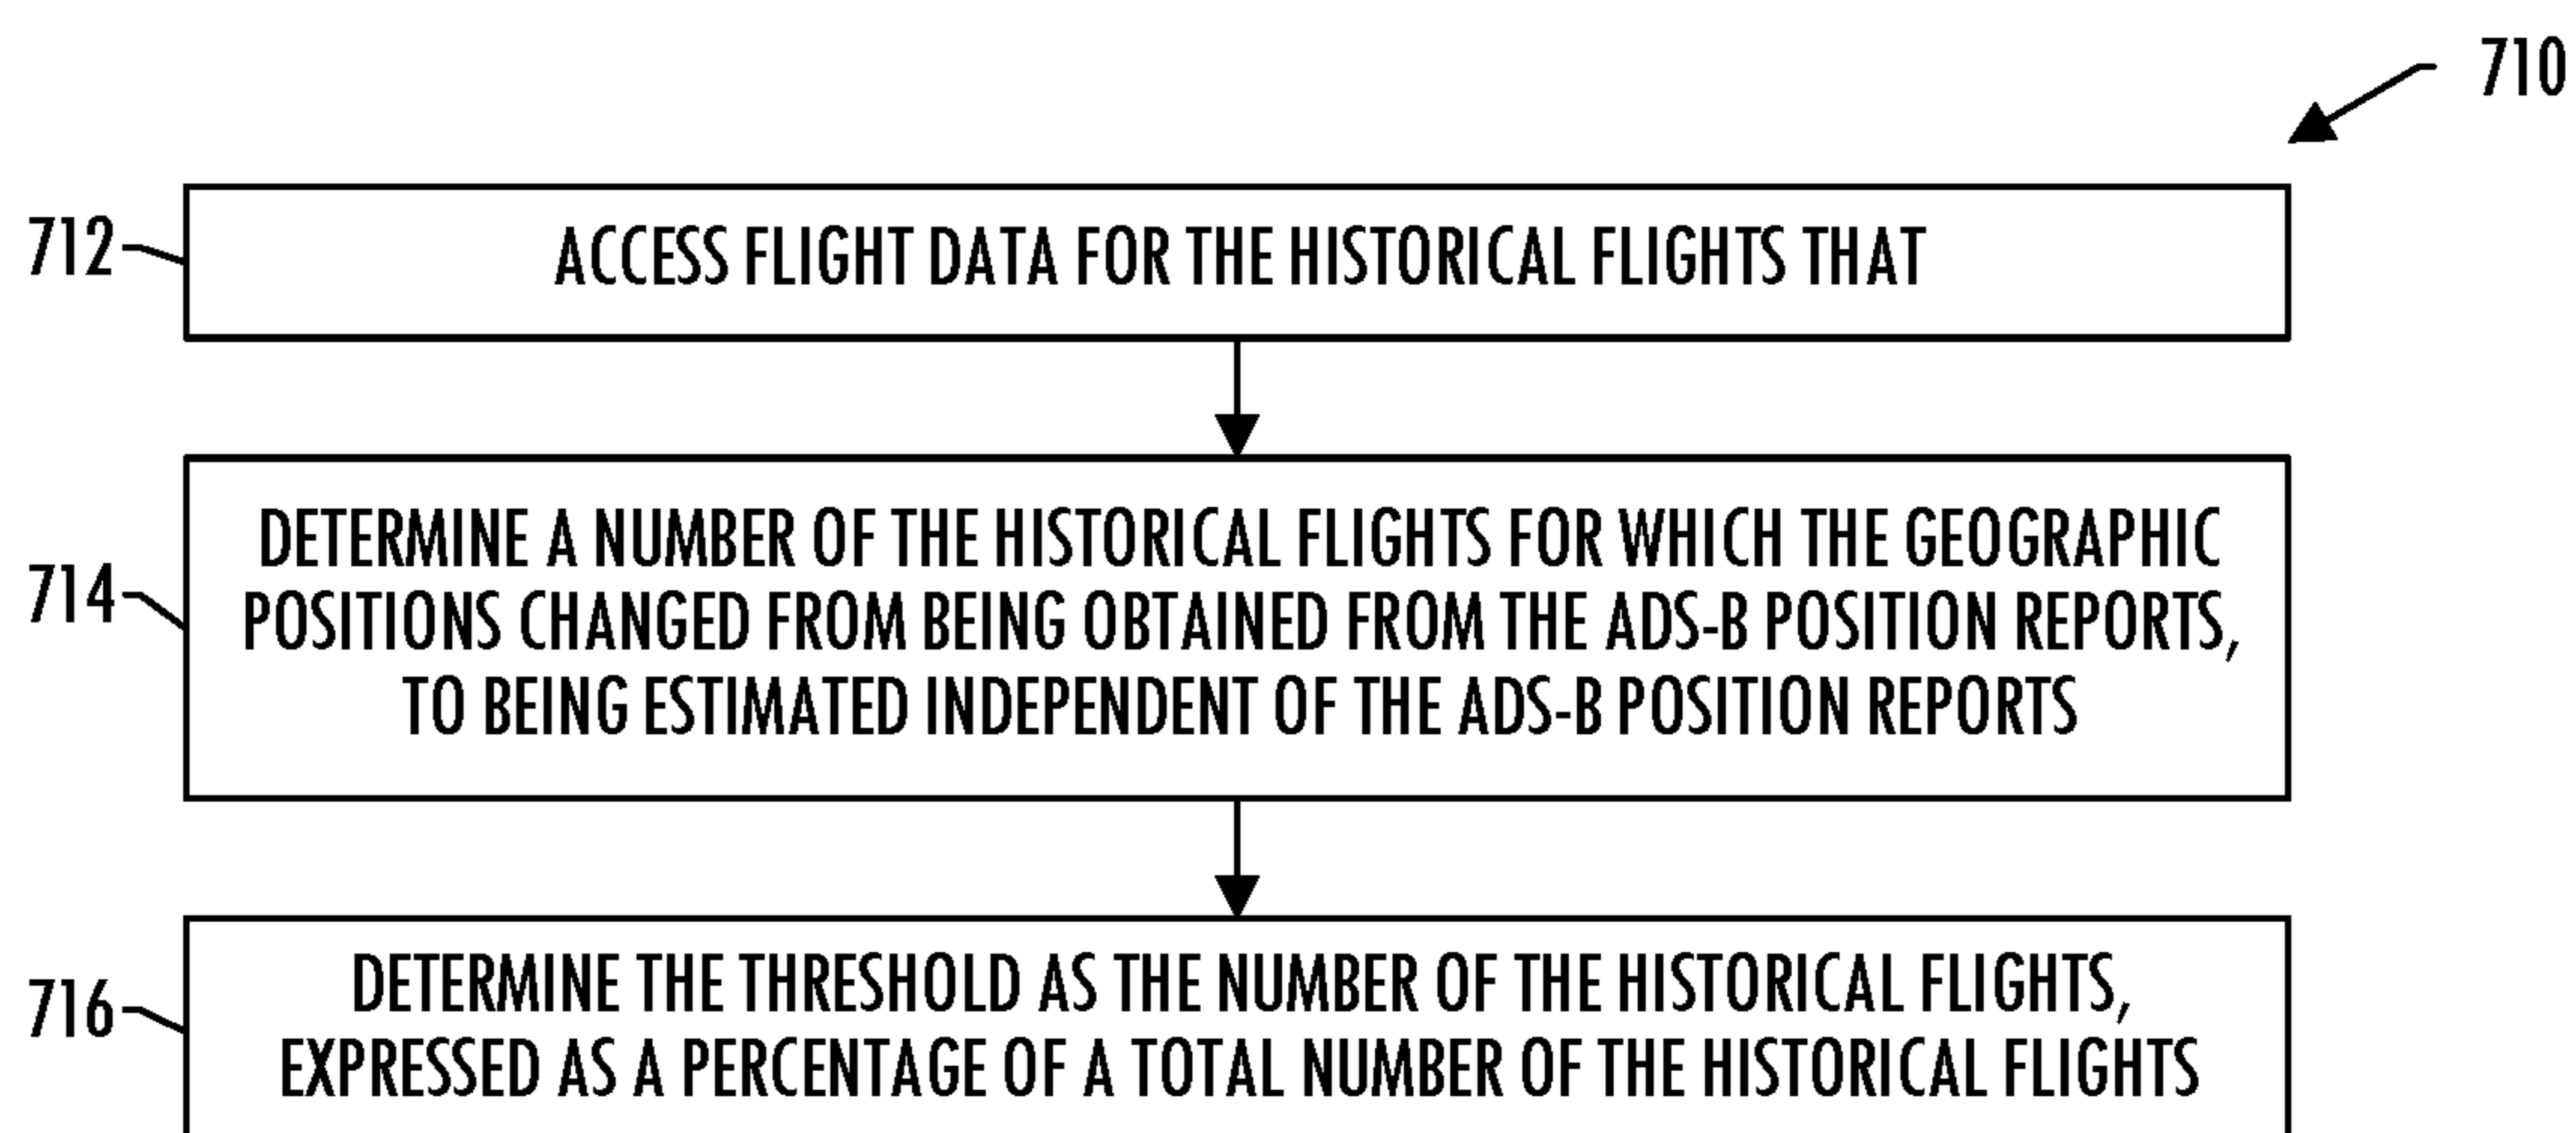 710
712
ACCESS FLIGHT DATA FOR THE HISTORICAL FLIGHTS THAT
714
DETERMINE A NUMBER OF THE HISTORICAL FLIGHTS FOR WHICH THE GEOGRAPHIC
POSITIONS CHANGED FROM BEING OBTAINED FROM THE ADS-B POSITION REPORTS,
TO BEING ESTIMATED INDEPENDENT OF THE ADS-B POSITION REPORTS
716
DETERMINE THE THRESHOLD AS THE NUMBER OF THE HISTORICAL FLIGHTS,
EXPRESSED AS A PERCENTAGE OF A TOTAL NUMBER OF THE HISTORICAL FLIGHTS